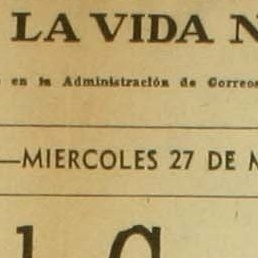 LA VIDA N
en la Administración de Correos
—MIERCOLES 27 DE M
l C